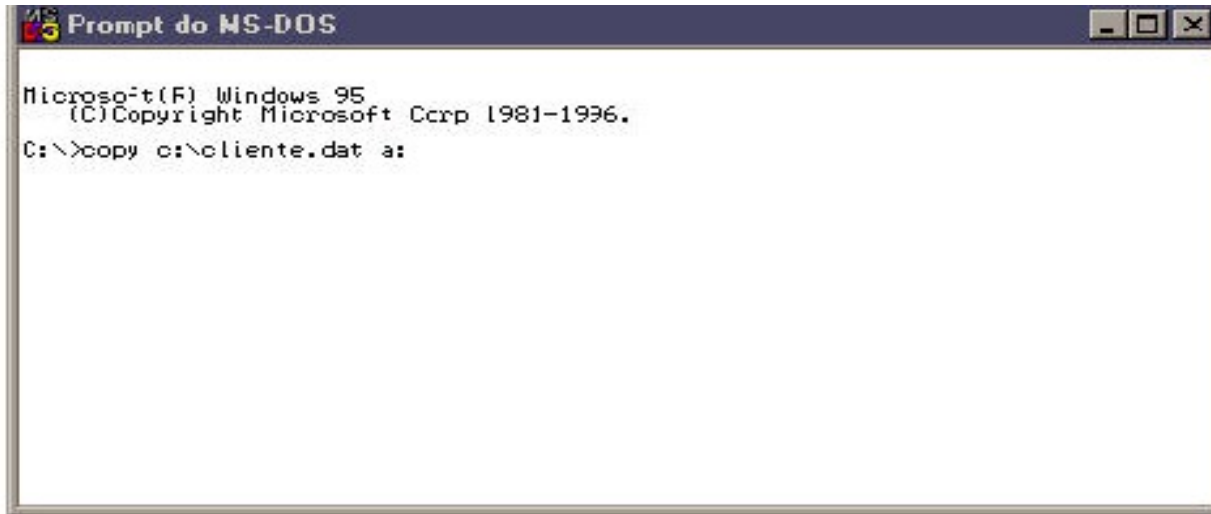 Prompt do MS-DOS
Microsoft(R) Windows 95
(C)Copyright Microsoft Corp 1981-1996.
C:\>copy c:\cliente.dat a: